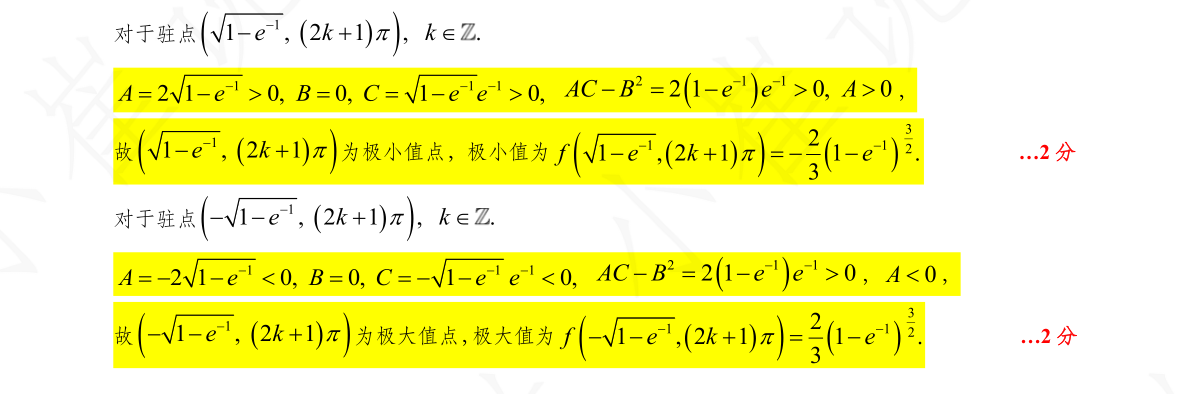 对于驻点(√(1−e⁻¹), (2k+1)π), k∈ℤ.
A=2√(1−e⁻¹)>0, B=0, C=√(1−e⁻¹)e⁻¹>0, AC−B²=2(1−e⁻¹)e⁻¹>0, A>0,
故(√(1−e⁻¹), (2k+1)π)为极小值点, 极小值为 f(√(1−e⁻¹),(2k+1)π)=−2/3(1−e⁻¹)^(3/2). …2 分
对于驻点(−√(1−e⁻¹), (2k+1)π), k∈ℤ.
A=−2√(1−e⁻¹)<0, B=0, C=−√(1−e⁻¹) e⁻¹<0, AC−B²=2(1−e⁻¹)e⁻¹>0, A<0,
故(−√(1−e⁻¹), (2k+1)π)为极大值点,极大值为 f(−√(1−e⁻¹),(2k+1)π)=2/3(1−e⁻¹)^(3/2). …2 分